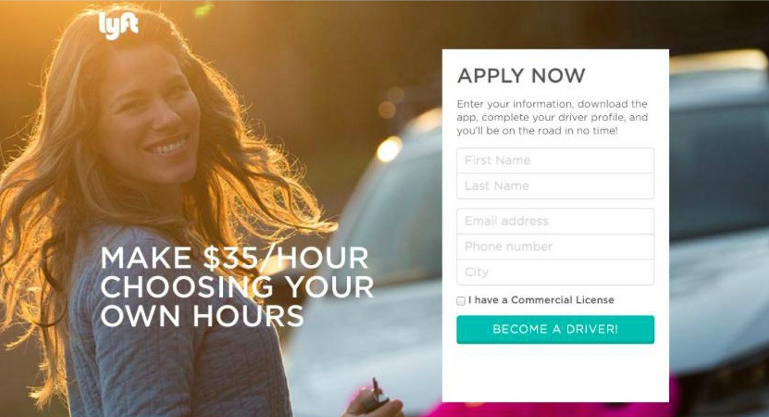 lyft
APPLY NOW
Enter your information, download the
app, complete your driver profile, and
you'll be on the road in no time!
First Name
Last Name
Email address
Phone number
City
I have a Commercial License
BECOME A DRIVER!
MAKE $35/HOUR
CHOOSING YOUR
OWN HOURS